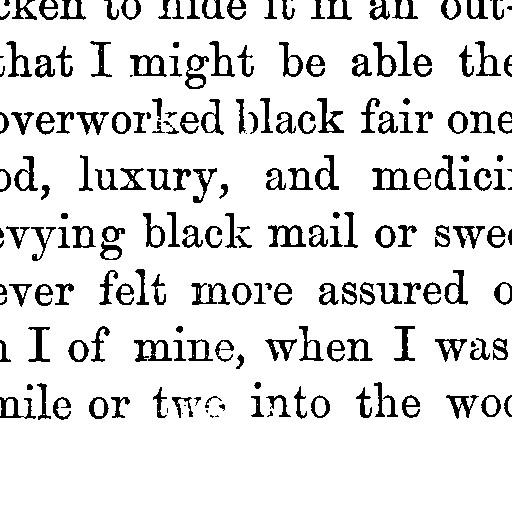 cken to hide it in an out-
that I might be able the
overworked black fair one
od, luxury, and medici
evying black mail or swee
ever felt more assured o
n I of mine, when I was
mile or two into the woo